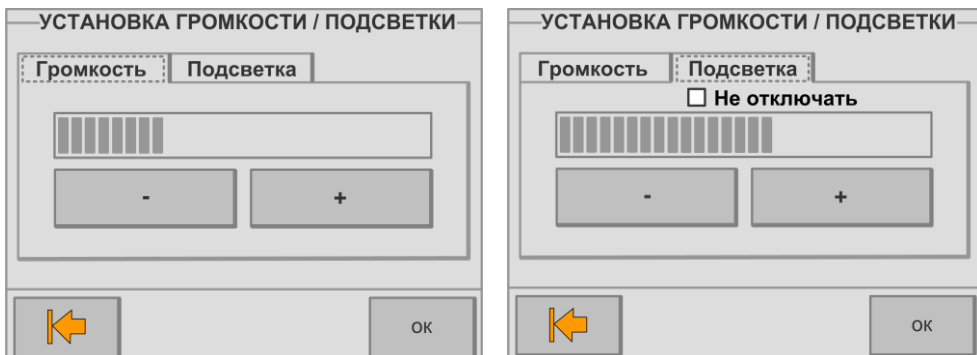 УСТАНОВКА ГРОМКОСТИ / ПОДСВЕТКИ
Громкость Подсветка
- +
ОК
УСТАНОВКА ГРОМКОСТИ / ПОДСВЕТКИ
Громкость Подсветка
Не отключать
- +
ОК